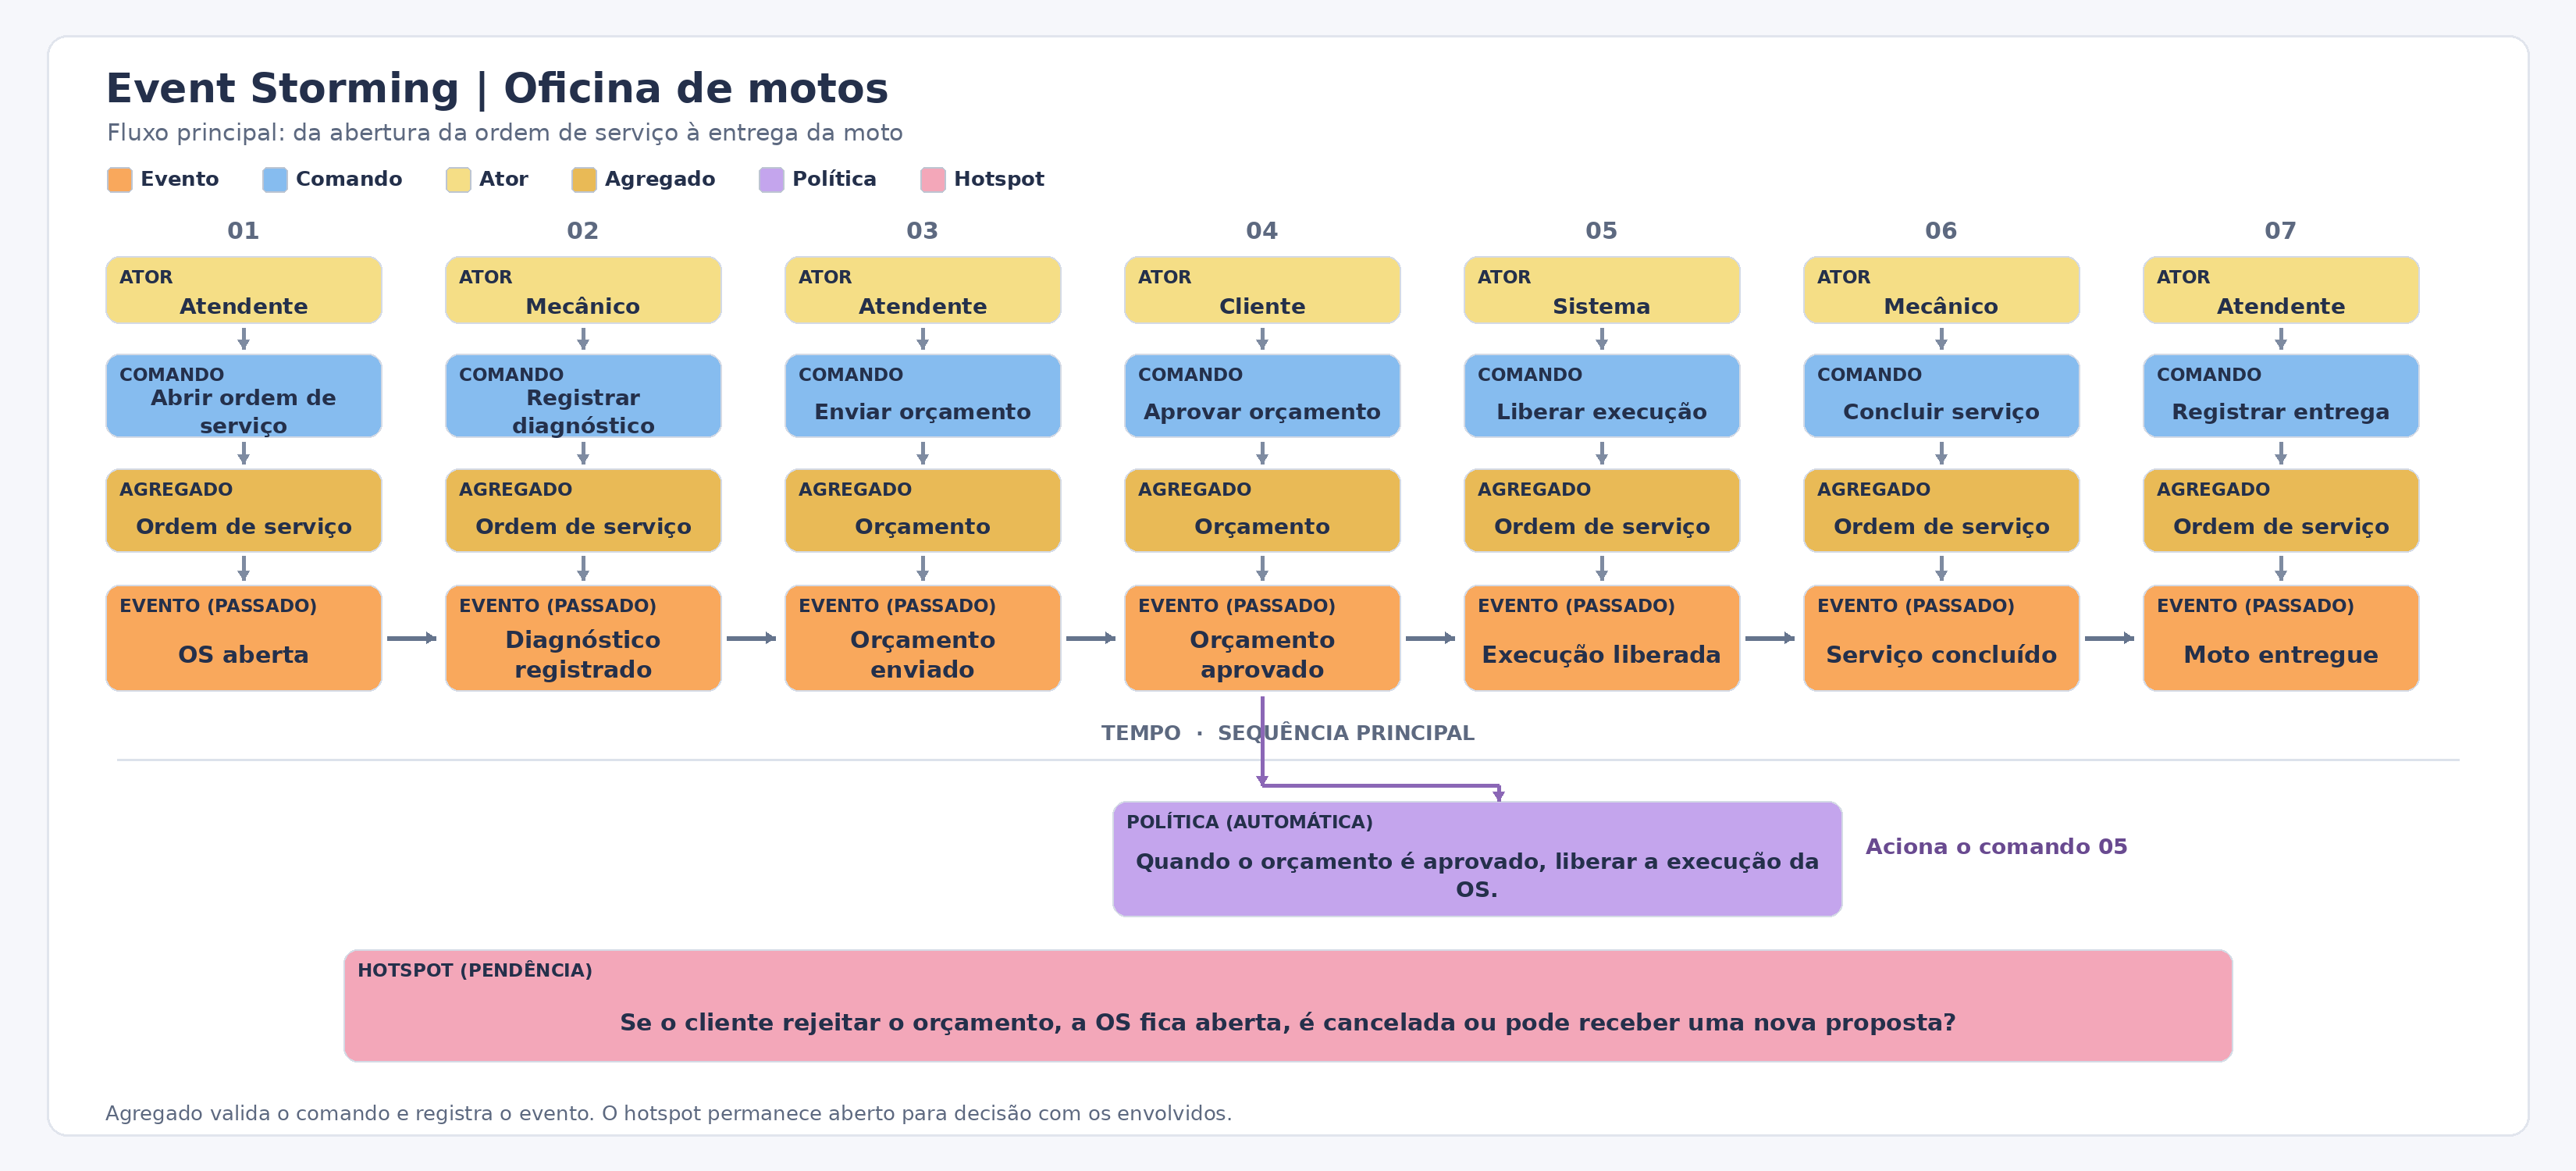 Event Storming | Oficina de motos
Fluxo principal: da abertura da ordem de serviço à entrega da moto
Evento
Comando
Ator
Agregado
Política
Hotspot
01
ATOR
Atendente
COMANDO
Abrir ordem de
serviço
AGREGADO
Ordem de serviço
EVENTO (PASSADO)
OS aberta
02
ATOR
Mecânico
COMANDO
Registrar
diagnóstico
AGREGADO
Ordem de serviço
EVENTO (PASSADO)
Diagnóstico
registrado
03
ATOR
Atendente
COMANDO
Enviar orçamento
AGREGADO
Orçamento
EVENTO (PASSADO)
Orçamento
enviado
04
ATOR
Cliente
COMANDO
Aprovar orçamento
AGREGADO
Orçamento
EVENTO (PASSADO)
Orçamento
aprovado
05
ATOR
Sistema
COMANDO
Liberar execução
AGREGADO
Ordem de serviço
EVENTO (PASSADO)
Execução liberada
06
ATOR
Mecânico
COMANDO
Concluir serviço
AGREGADO
Ordem de serviço
EVENTO (PASSADO)
Serviço concluído
07
ATOR
Atendente
COMANDO
Registrar entrega
AGREGADO
Ordem de serviço
EVENTO (PASSADO)
Moto entregue
TEMPO · SEQUÊNCIA PRINCIPAL
POLÍTICA (AUTOMÁTICA)
Quando o orçamento é aprovado, liberar a execução da
OS.
Aciona o comando 05
HOTSPOT (PENDÊNCIA)
Se o cliente rejeitar o orçamento, a OS fica aberta, é cancelada ou pode receber uma nova proposta?
Agregado valida o comando e registra o evento. O hotspot permanece aberto para decisão com os envolvidos.